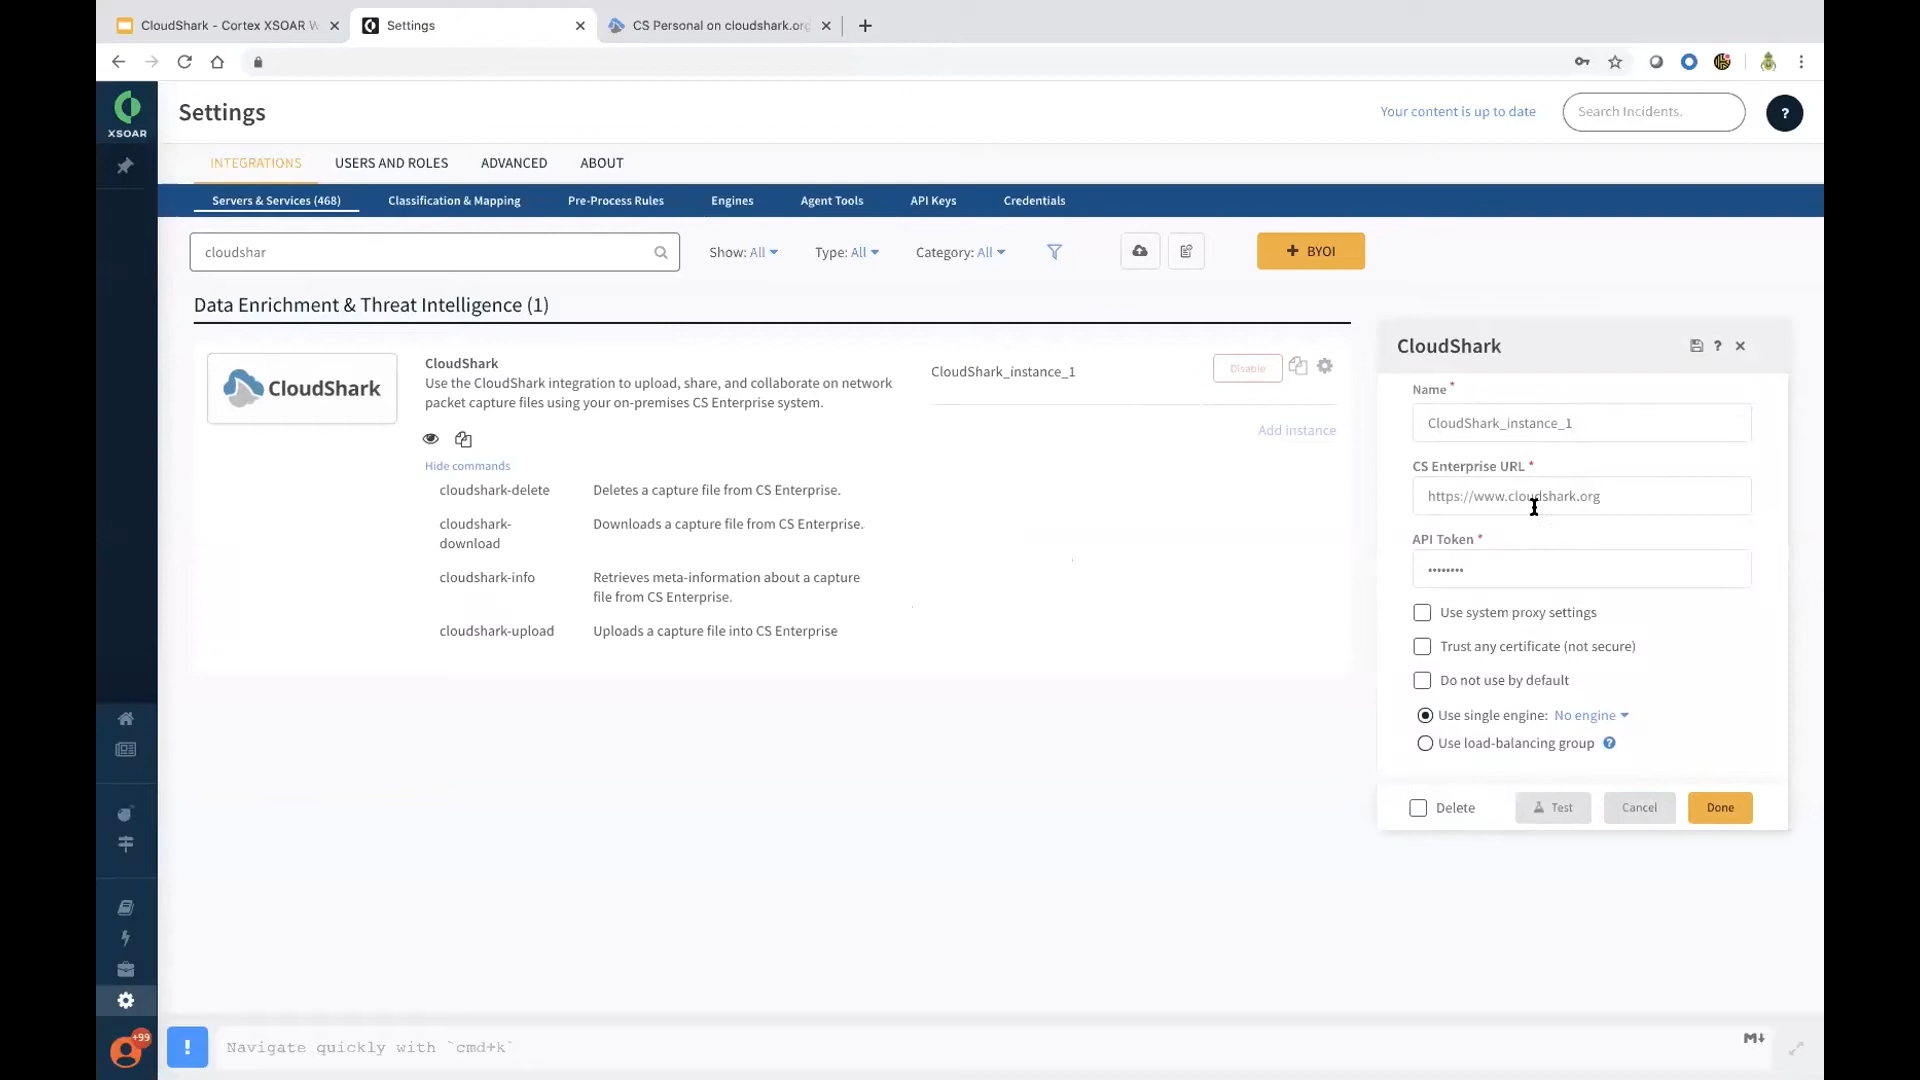 CloudShark - Cortex XSOAR W
Settings
CS Personal on cloudshark.org
XSOAR
Settings
Your content is up to date
Search Incidents.
?
INTEGRATIONS
USERS AND ROLES
ADVANCED
ABOUT
Servers & Services (468)
Classification & Mapping
Pre-Process Rules
Engines
Agent Tools
API Keys
Credentials
cloudshar
Show: All
Type: All
Category: All
+ BYOI
Data Enrichment & Threat Intelligence (1)
CloudShark
CloudShark
Use the CloudShark integration to upload, share, and collaborate on network
packet capture files using your on-premises CS Enterprise system.
Hide commands
cloudshark-delete
Deletes a capture file from CS Enterprise.
cloudshark-
download
Downloads a capture file from CS Enterprise.
cloudshark-info
Retrieves meta-information about a capture
file from CS Enterprise.
cloudshark-upload
Uploads a capture file into CS Enterprise
CloudShark_instance_1
Disable
Add instance
CloudShark
?
Name *
CloudShark_instance_1
CS Enterprise URL *
https://www.cloudshark.org
API Token *
••••••••
Use system proxy settings
Trust any certificate (not secure)
Do not use by default
Use single engine: No engine
Use load-balancing group ?
Delete
Test
Cancel
Done
+99
!
Navigate quickly with `cmd+k`
M↓